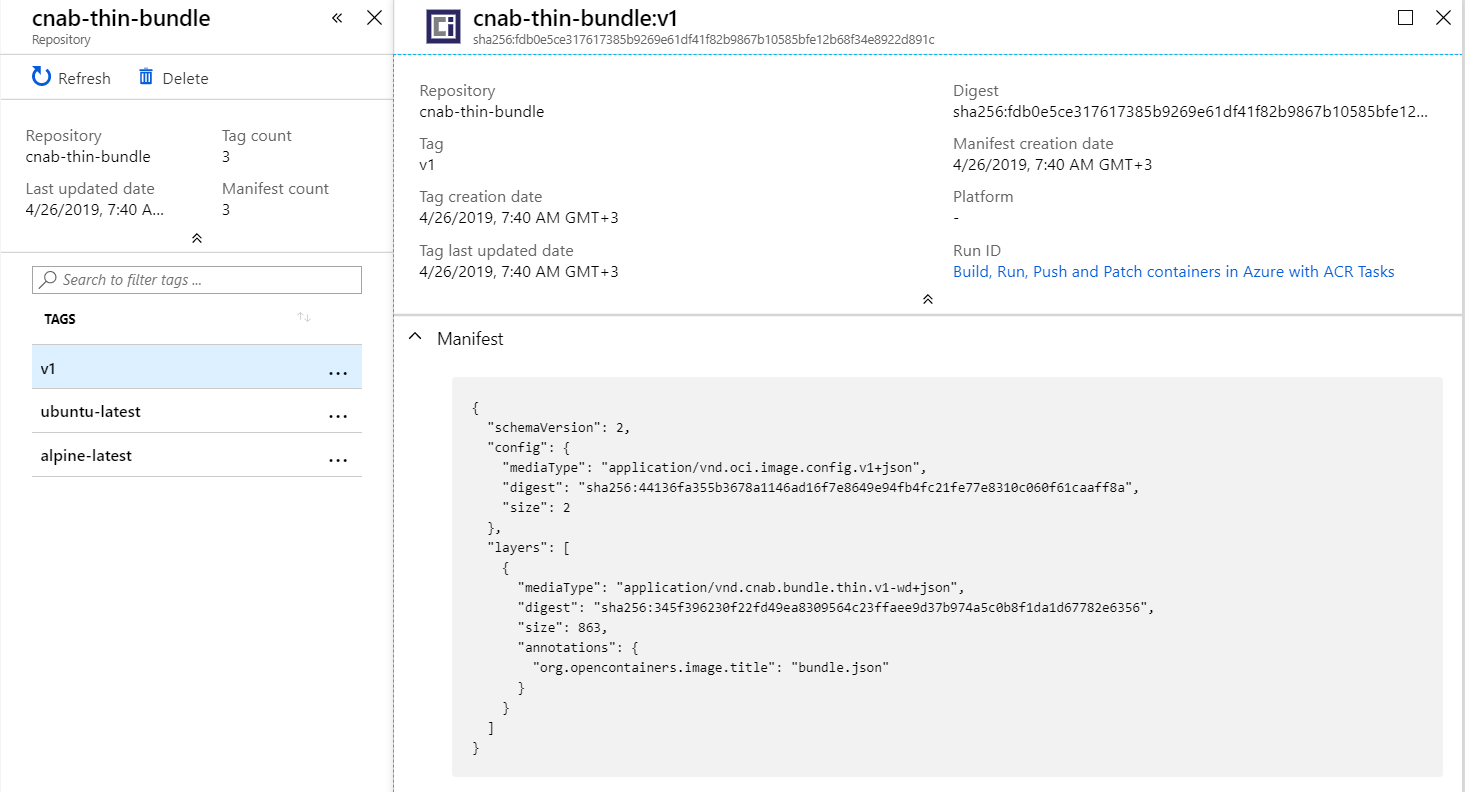 cnab-thin-bundle
Repository
Refresh
Delete
Repository
cnab-thin-bundle
Tag count
3
Last updated date
4/26/2019, 7:40 A...
Manifest count
3
Search to filter tags ...
TAGS
v1
...
ubuntu-latest
...
alpine-latest
...
cnab-thin-bundle:v1
sha256:fdb0e5ce317617385b9269e61df41f82b9867b10585bfe12b68f34e8922d891c
Repository
cnab-thin-bundle
Tag
v1
Tag creation date
4/26/2019, 7:40 AM GMT+3
Tag last updated date
4/26/2019, 7:40 AM GMT+3
Digest
sha256:fdb0e5ce317617385b9269e61df41f82b9867b10585bfe12...
Manifest creation date
4/26/2019, 7:40 AM GMT+3
Platform
-
Run ID
Build, Run, Push and Patch containers in Azure with ACR Tasks
Manifest
{
"schemaVersion": 2,
"config": {
"mediaType": "application/vnd.oci.image.config.v1+json",
"digest": "sha256:44136fa355b3678a1146ad16f7e8649e94fb4fc21fe77e8310c060f61caaff8a",
"size": 2
},
"layers": [
{
"mediaType": "application/vnd.cnab.bundle.thin.v1-wd+json",
"digest": "sha256:345f396230f22fd49ea8309564c23ffaee9d37b974a5c0b8f1da1d67782e6356",
"size": 863,
"annotations": {
"org.opencontainers.image.title": "bundle.json"
}
}
]
}